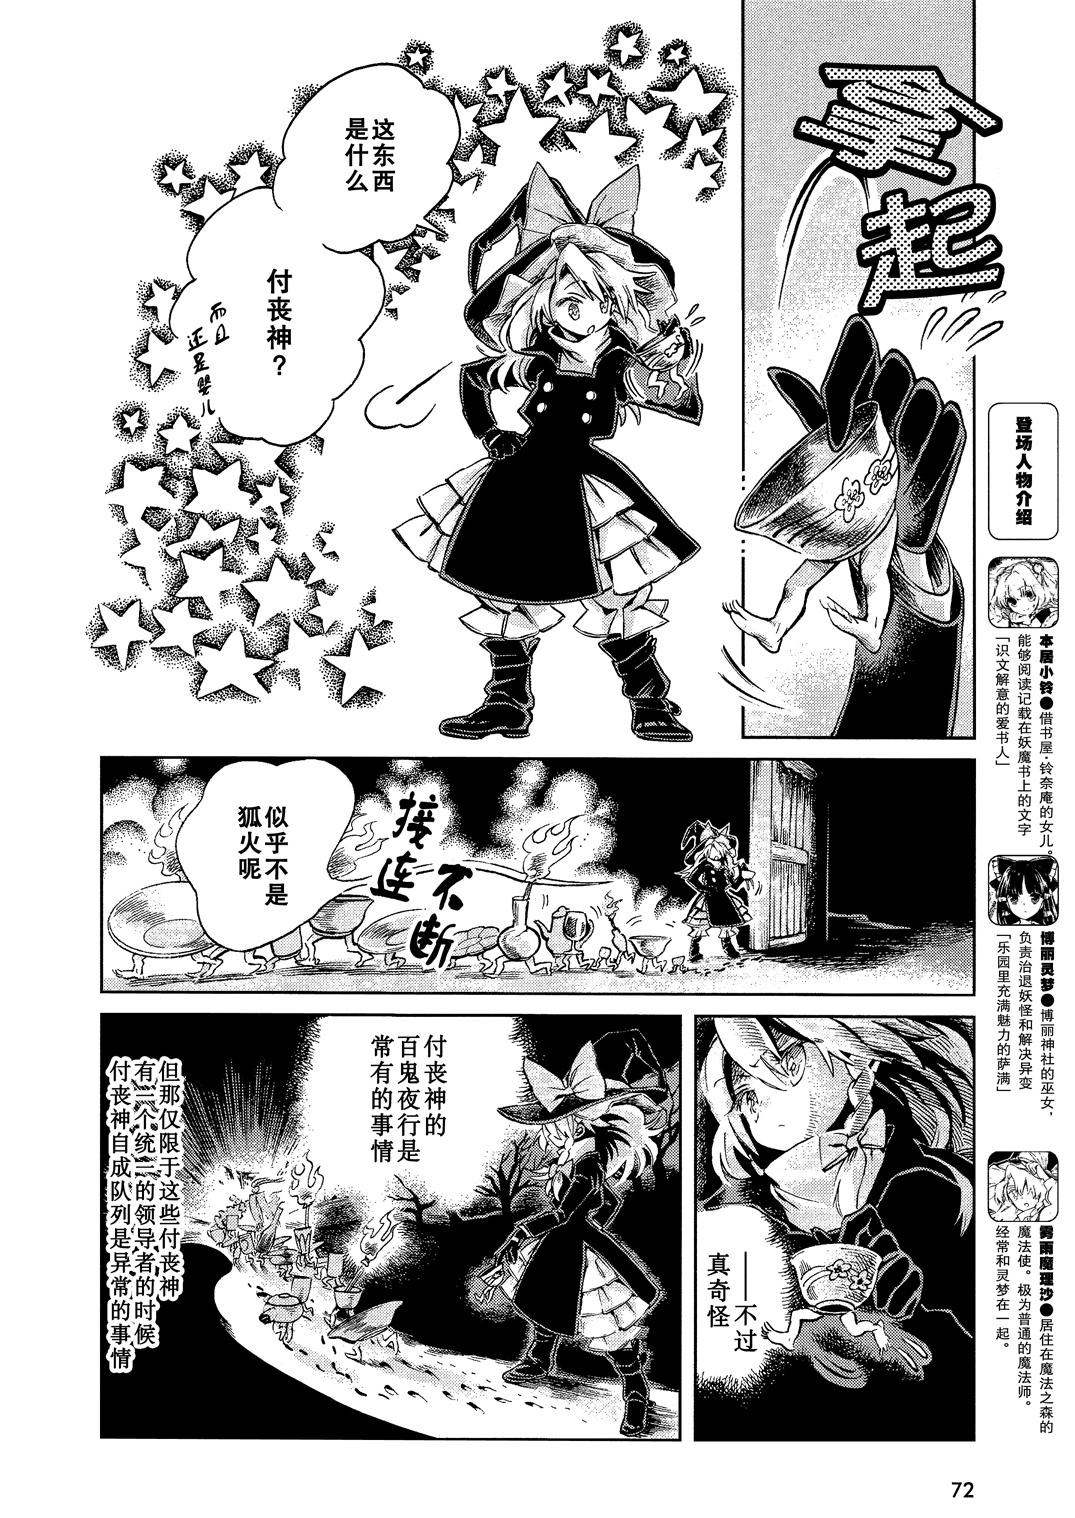 拿起
这东西
是什么
付丧神？
而且
还是婴儿
似乎不是
狐火呢
接连不断
——不过
真奇怪
付丧神的
百鬼夜行是
常有的事情
但那仅限于这些付丧神
有一个统一的领导者的时候
付丧神自成队列是异常的事情
登场人物介绍
本居小铃●借书屋·铃奈庵的女儿。
能够阅读记载在妖魔书上的文字
「识文解意的爱书人」
博丽灵梦●博丽神社的巫女，
负责治退妖怪和解决异变
「乐园里充满魅力的萨满」
雾雨魔理沙●居住在魔法之森的
魔法使。极为普通的魔法师。
经常和灵梦在一起。
72